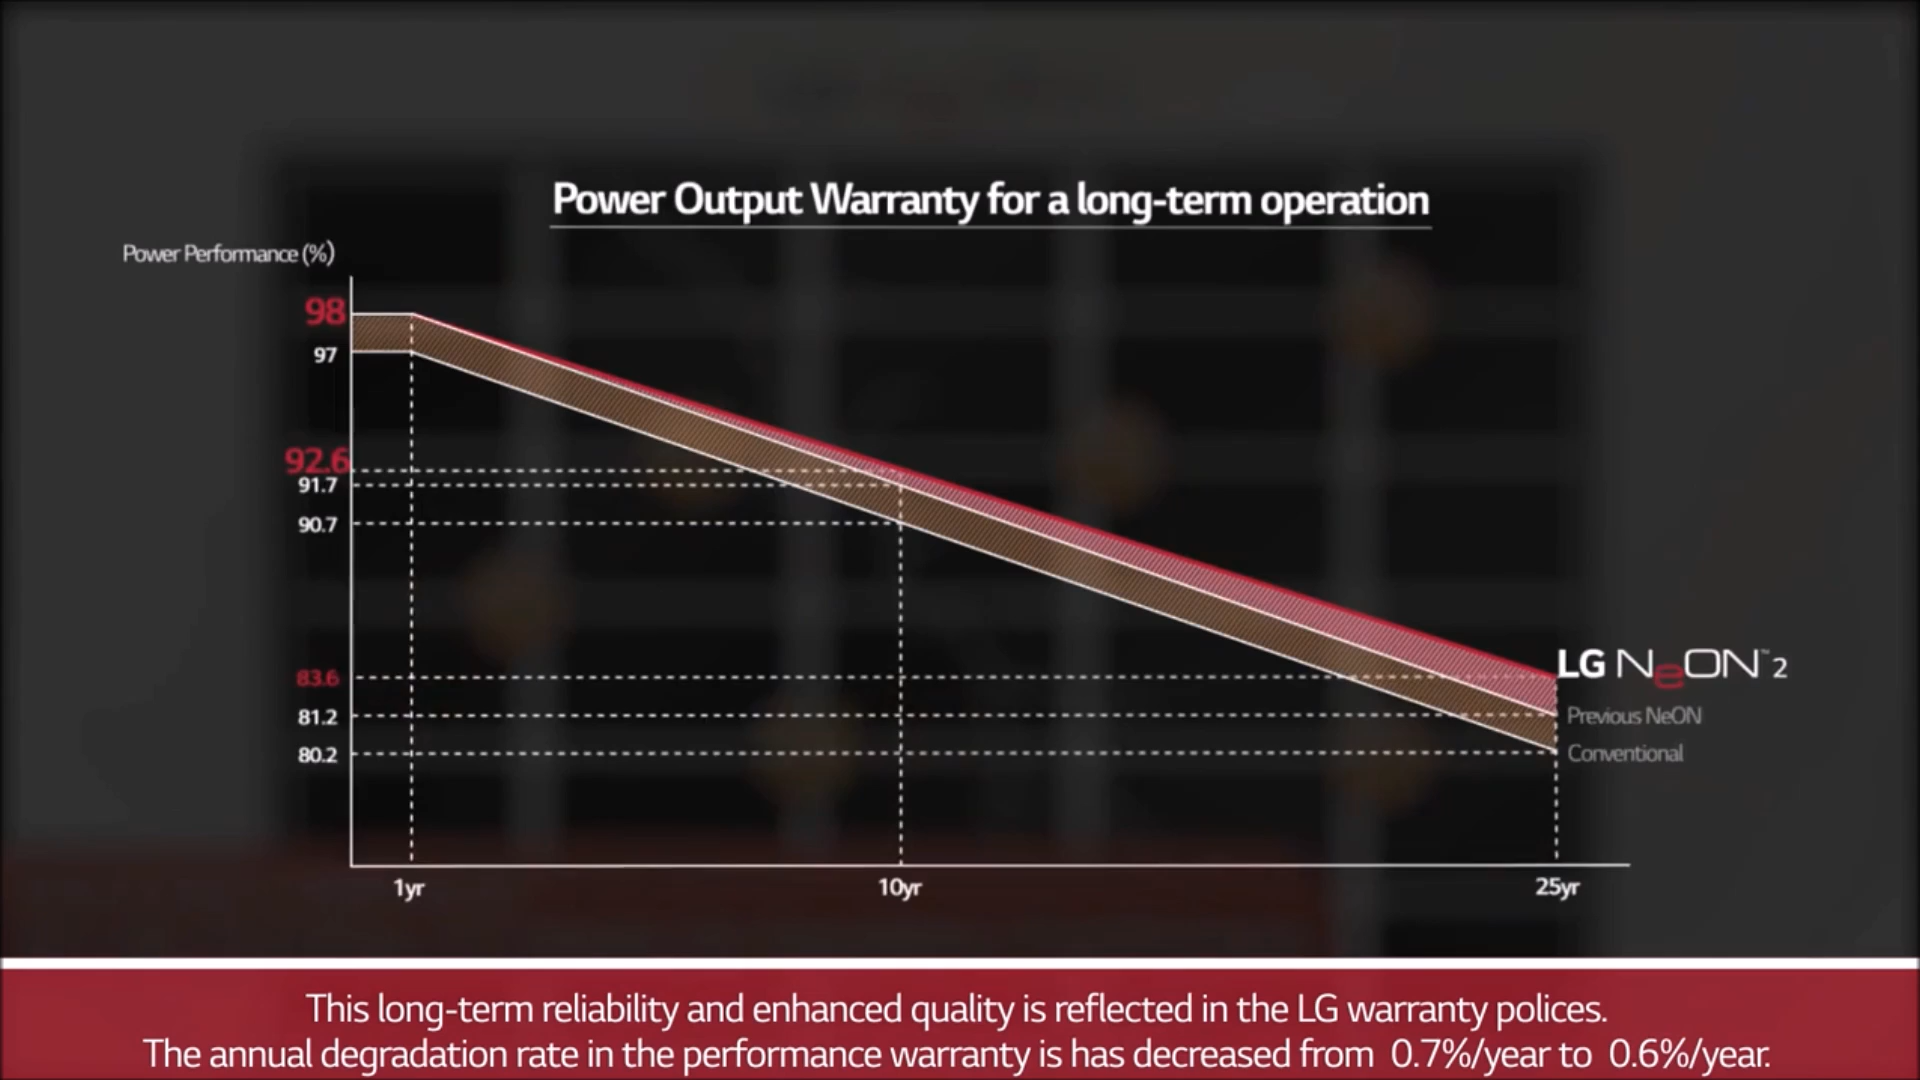 Power Output Warranty for a long-term operation
Power Performance (%)
98
97
92.6
91.7
90.7
83.6
81.2
80.2
LG NeON™ 2
Previous NeON
Conventional
1yr 10yr 25yr
This long-term reliability and enhanced quality is reflected in the LG warranty polices.
The annual degradation rate in the performance warranty is has decreased from 0.7%/year to 0.6%/year.